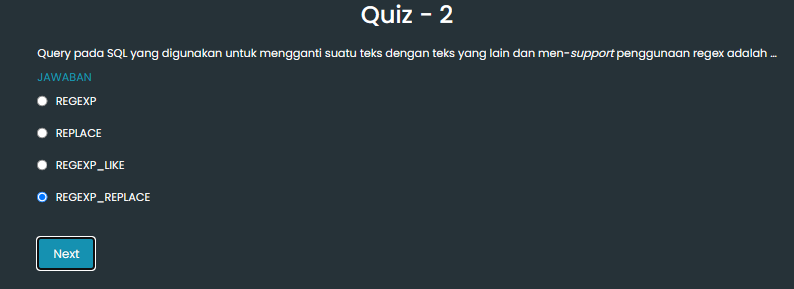 Quiz - 2
Query pada SQL yang digunakan untuk mengganti suatu teks dengan teks yang lain dan men-support penggunaan regex adalah ...
JAWABAN
REGEXP
REPLACE
REGEXP_LIKE
REGEXP_REPLACE
Next